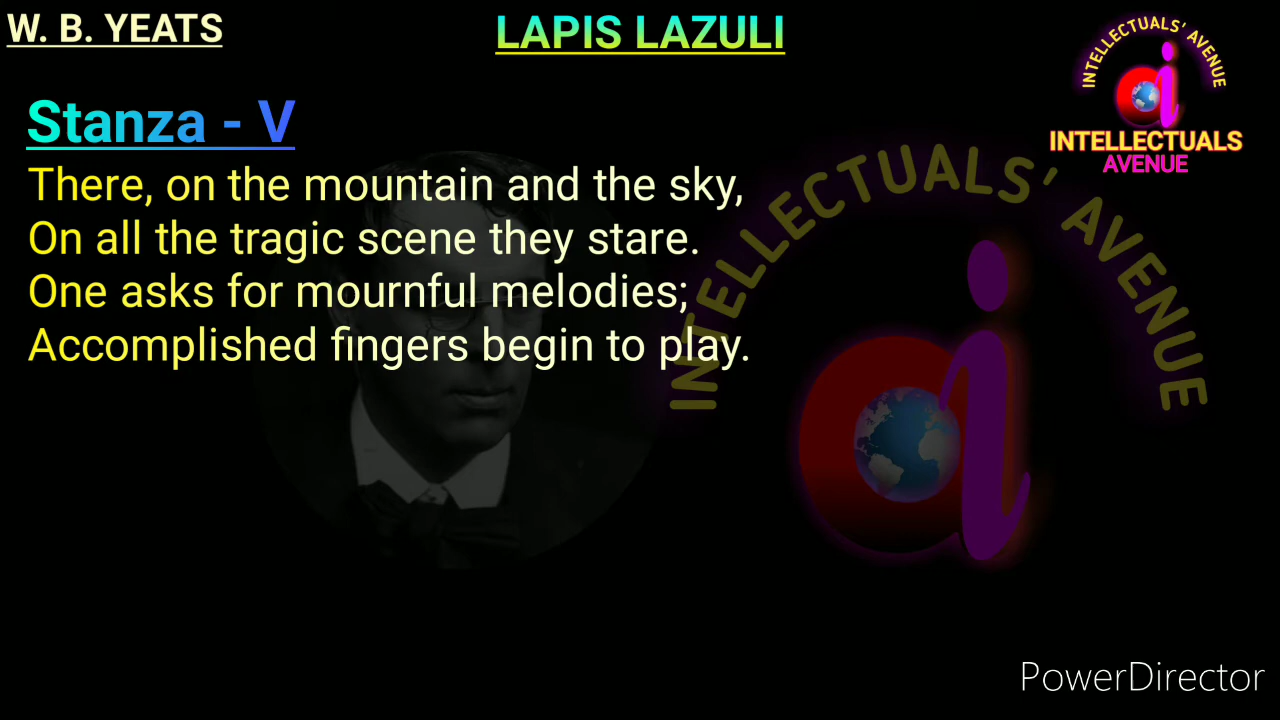 W. B. YEATS
LAPIS LAZULI
INTELLECTUALS' AVENUE
INTELLECTUALS
AVENUE
Stanza - V
There, on the mountain and the sky,
On all the tragic scene they stare.
One asks for mournful melodies;
Accomplished fingers begin to play.
INTELLECTUALS' AVENUE
PowerDirector